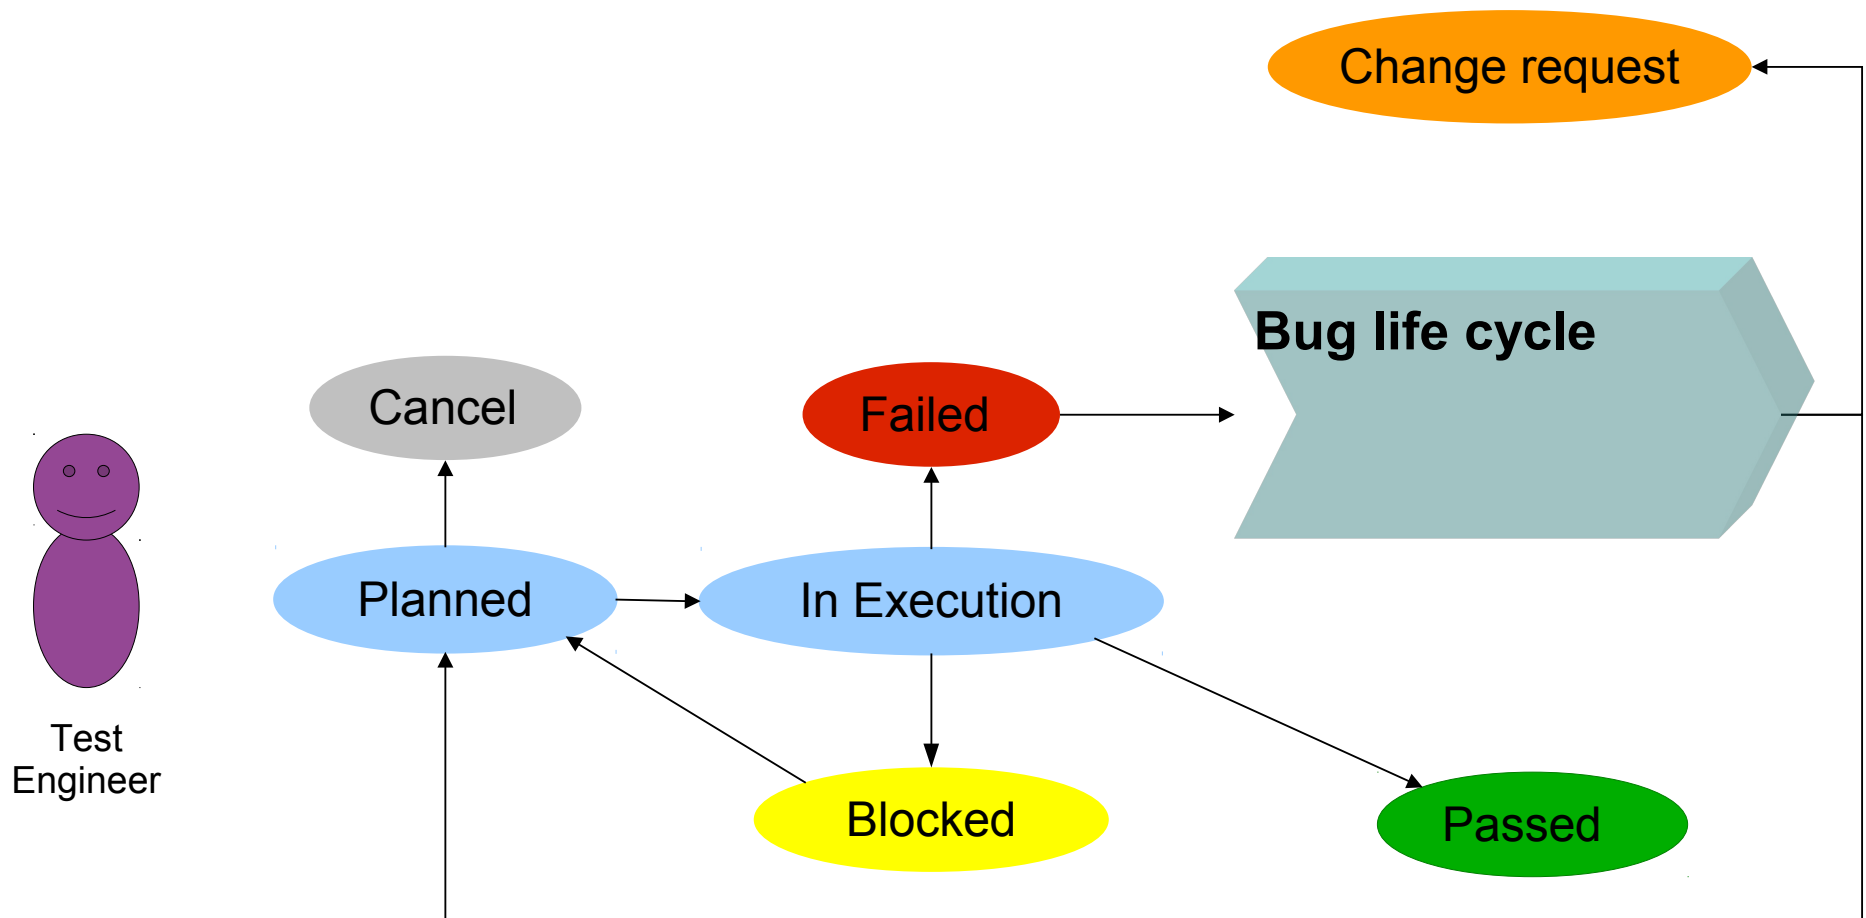 Change request
Bug life cycle
Cancel
Failed
Planned
In Execution
Test
Engineer
Blocked
Passed